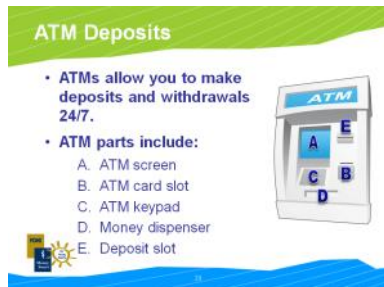 ATM Deposits
• ATMs allow you to make
deposits and withdrawals
24/7.
• ATM parts include:
A. ATM screen
B. ATM card slot
C. ATM keypad
D. Money dispenser
E. Deposit slot
ATM
E
A
B
C
D